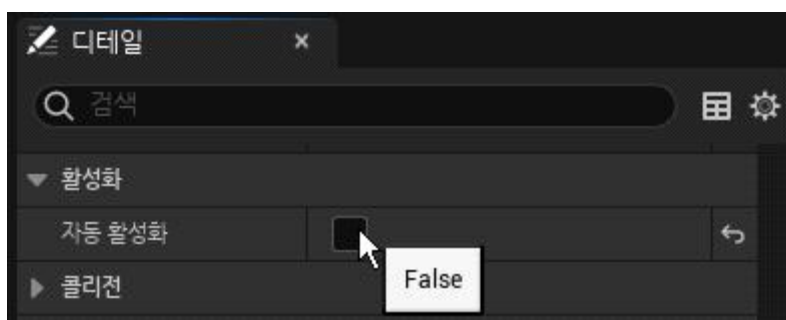 디테일
검색
활성화
자동 활성화
False
콜리전